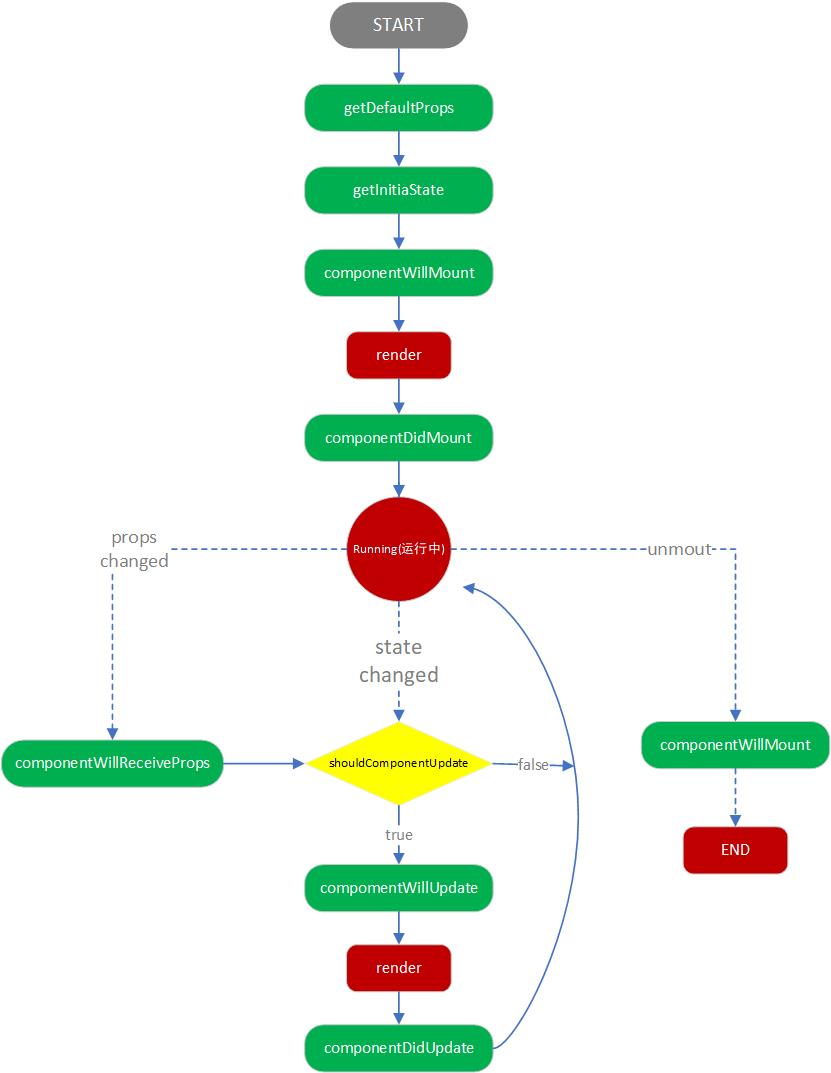 START
getDefaultProps
getInitiaState
componentWillMount
render
componentDidMount
Running(运行中)
props
changed
unmout
state
changed
componentWillMount
componentWillReceiveProps
shouldComponentUpdate
false
true
END
compomentWillUpdate
render
componentDidUpdate